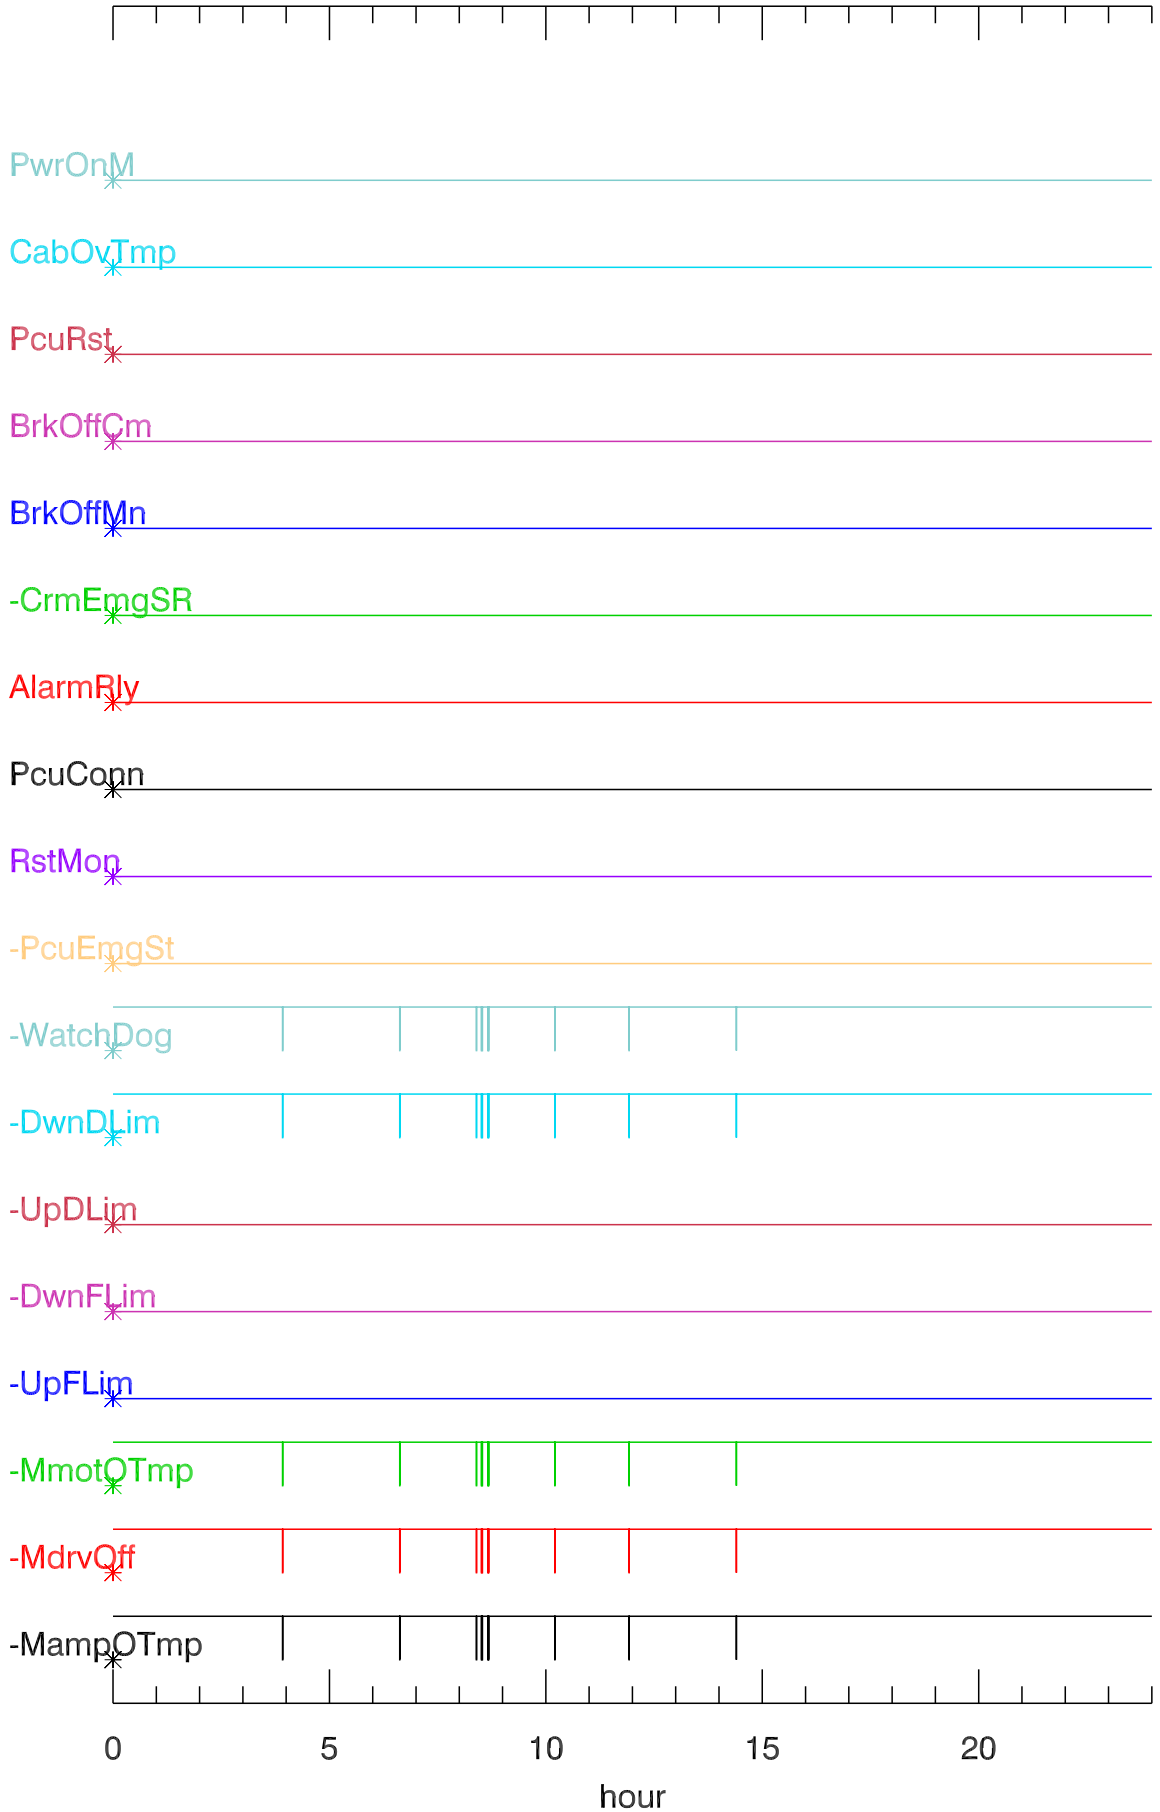 PwrOnM
CabOvTmp
PcuRst
BrkOffCm
BrkOffMn
-CrmEmgSR
AlarmRly
PcuConn
RstMon
-PcuEmgSt
-WatchDog
-DwnDLim
-UpDLim
-DwnFLim
-UpFLim
-MmotOTmp
-MdrvOff
-MampOTmp
0 5 10 15 20
hour